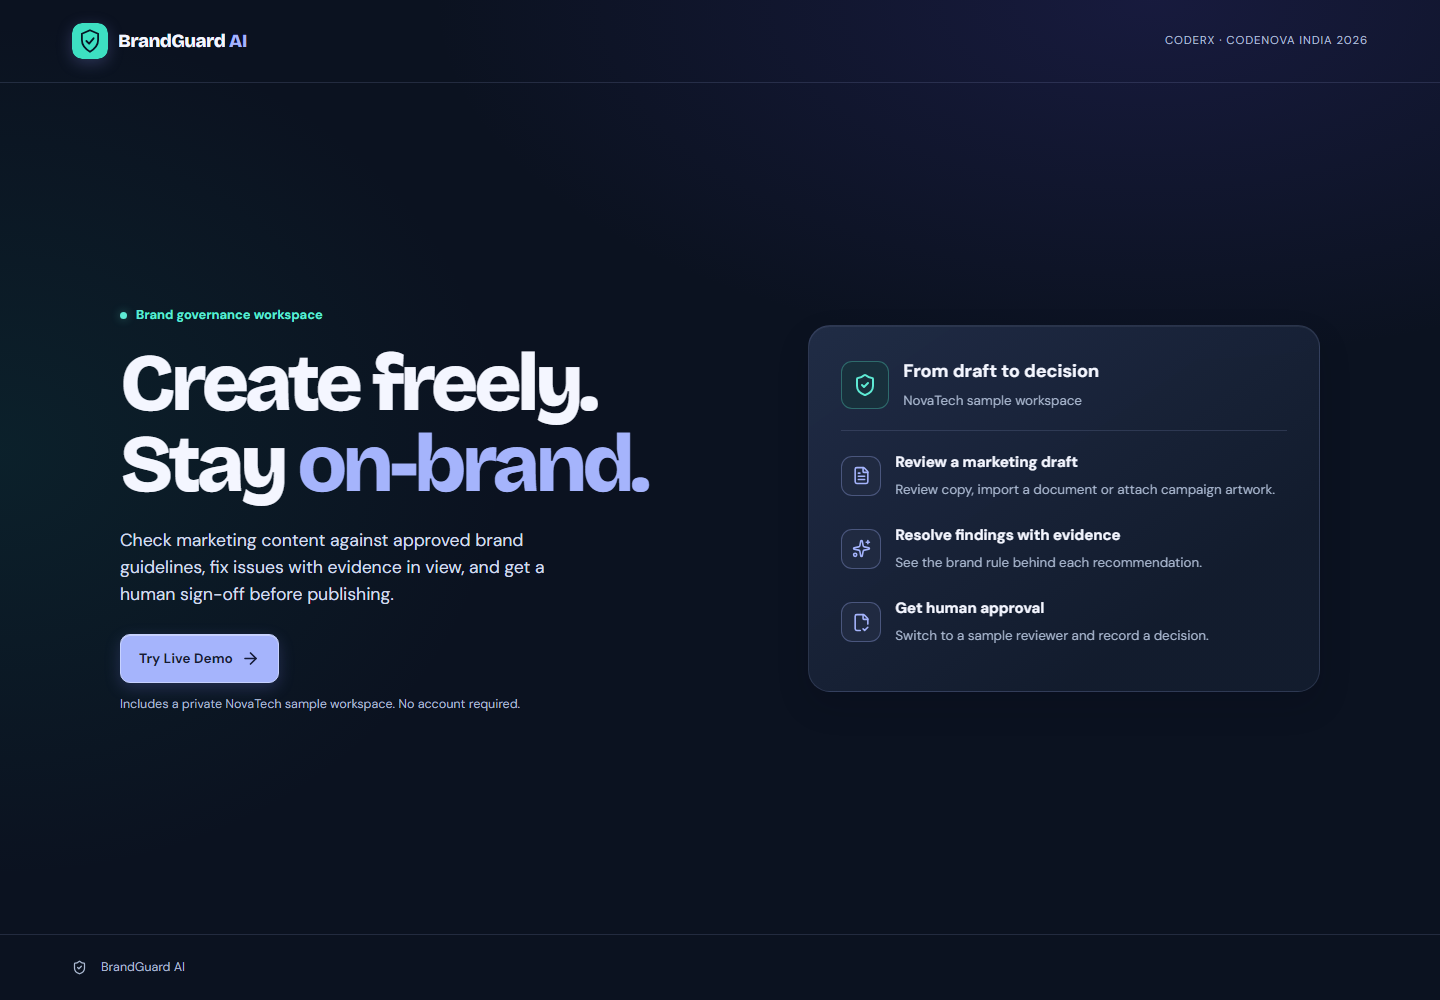 BrandGuard AI
CODERX · CODENOVA INDIA 2026
Brand governance workspace
Create freely.
Stay on-brand.
Check marketing content against approved brand
guidelines, fix issues with evidence in view, and get a
human sign-off before publishing.
Try Live Demo
Includes a private NovaTech sample workspace. No account required.
From draft to decision
NovaTech sample workspace
Review a marketing draft
Review copy, import a document or attach campaign artwork.
Resolve findings with evidence
See the brand rule behind each recommendation.
Get human approval
Switch to a sample reviewer and record a decision.
BrandGuard AI